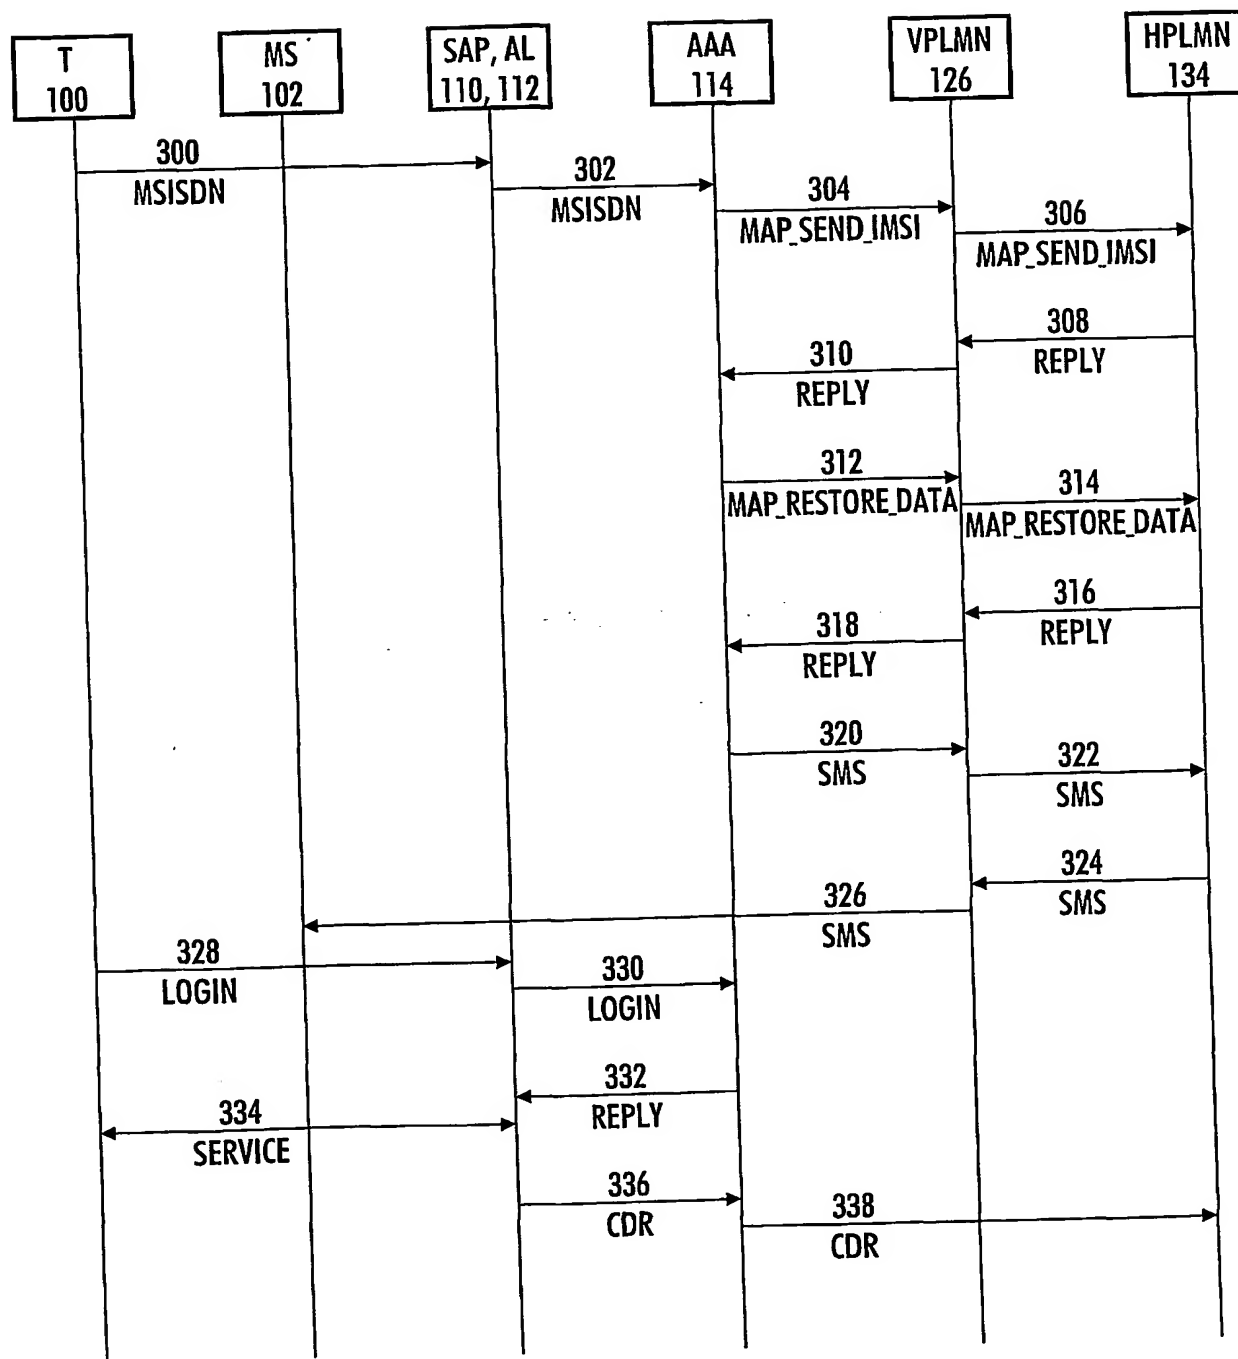 T
100
MS
102
SAP, AL
110, 112
AAA
114
VPLMN
126
HPLMN
134
300
MSISDN
302
MSISDN
304
MAP_SEND_IMSI
306
MAP_SEND_IMSI
308
REPLY
310
REPLY
312
MAP_RESTORE_DATA
314
MAP_RESTORE_DATA
316
REPLY
318
REPLY
320
SMS
322
SMS
324
SMS
326
SMS
328
LOGIN
330
LOGIN
332
REPLY
334
SERVICE
336
CDR
338
CDR